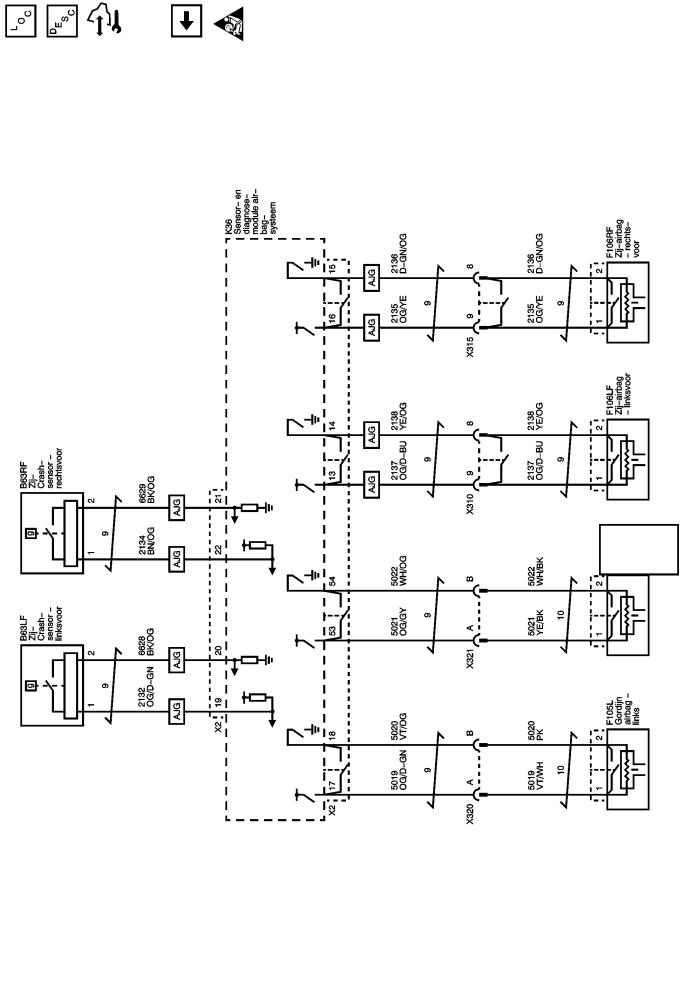 LOC
DESC
K36
Sensor- en
diagnose-
module air-
bag-
systeem
B63RF
Zij-
Crash-
sensor -
rechtsvoor
g
1
2
9
2134
BN/OG
6629
BK/OG
AJG
AJG
22
21
B63LF
Zij-
Crash-
sensor -
linksvoor
g
1
2
9
2132
OG/D-GN
6628
BK/OG
AJG
AJG
X2
19
20
16
15
AJG
AJG
2135
OG/YE
2136
D-GN/OG
9
X315
9
8
2135
OG/YE
2136
D-GN/OG
9
1
2
F106RF
Zij-airbag
- rechts-
voor
13
14
AJG
AJG
2137
OG/D-BU
2138
YE/OG
9
X310
9
8
2137
OG/D-BU
2138
YE/OG
9
1
2
F106LF
Zij-airbag
- linksvoor
53
54
5021
OG/GY
5022
WH/OG
9
X321
A
B
5021
YE/BK
5022
WH/BK
10
1
2
X2
17
18
5019
OG/D-GN
5020
VT/OG
9
X320
A
B
5019
VT/WH
5020
PK
10
1
2
F105L
Gordijn
airbag -
links